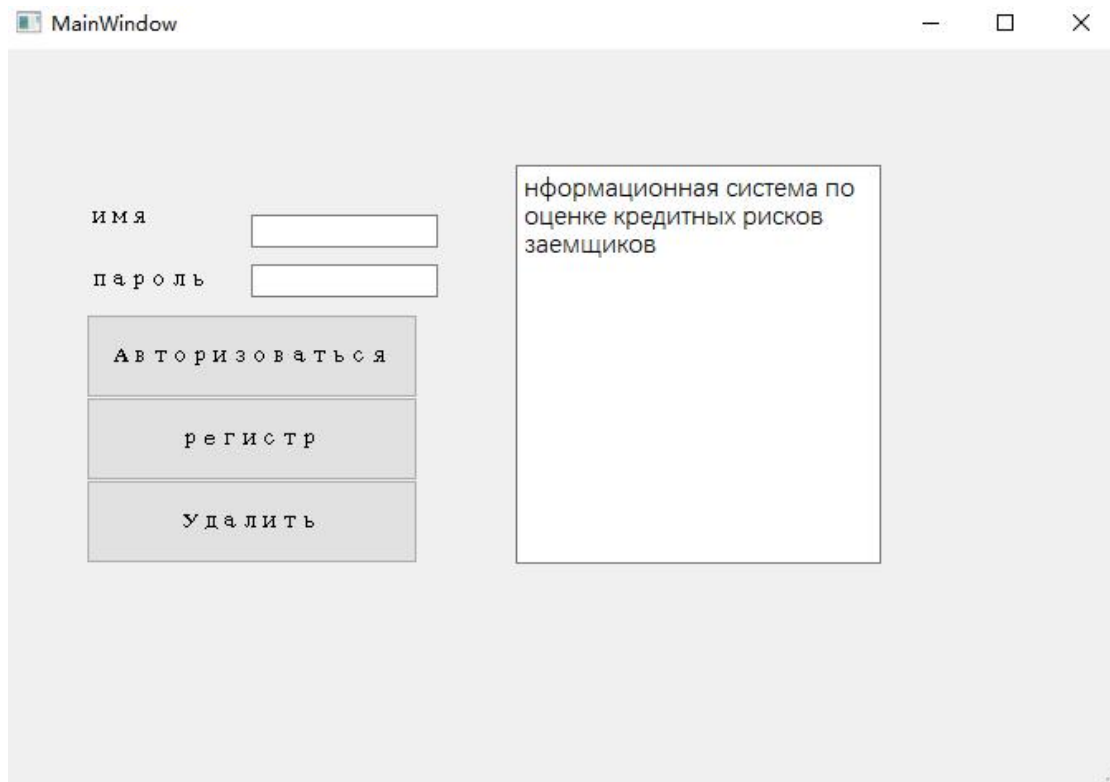 MainWindow
имя
пароль
Авторизоваться
регистр
Удалить
нформационная система по
оценке кредитных рисков
заемщиков